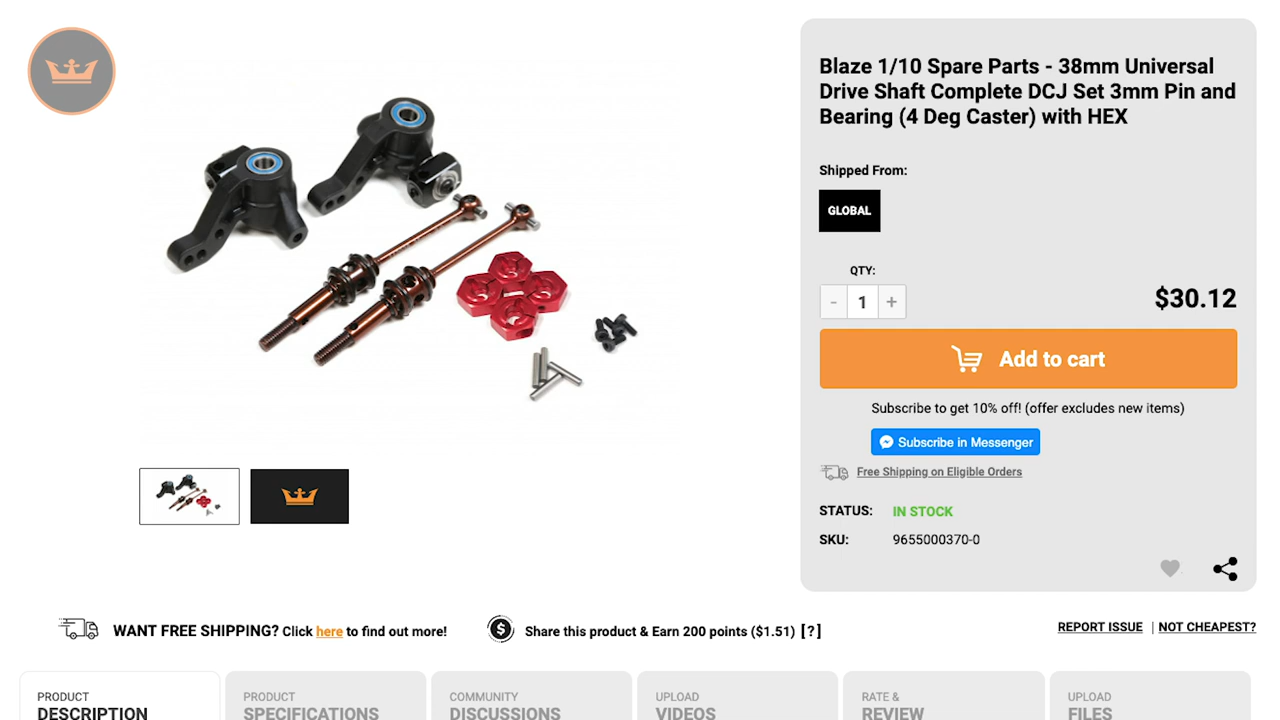 Blaze 1/10 Spare Parts - 38mm Universal
Drive Shaft Complete DCJ Set 3mm Pin and
Bearing (4 Deg Caster) with HEX
Shipped From:
GLOBAL
QTY:
- 1 +
$30.12
Add to cart
Subscribe to get 10% off! (offer excludes new items)
Subscribe in Messenger
Free Shipping on Eligible Orders
STATUS: IN STOCK
SKU: 9655000370-0
WANT FREE SHIPPING? Click here to find out more!
Share this product & Earn 200 points ($1.51) [?]
REPORT ISSUE | NOT CHEAPEST?
PRODUCT
DESCRIPTION
PRODUCT
SPECIFICATIONS
COMMUNITY
DISCUSSIONS
UPLOAD
VIDEOS
RATE &
REVIEW
UPLOAD
FILES